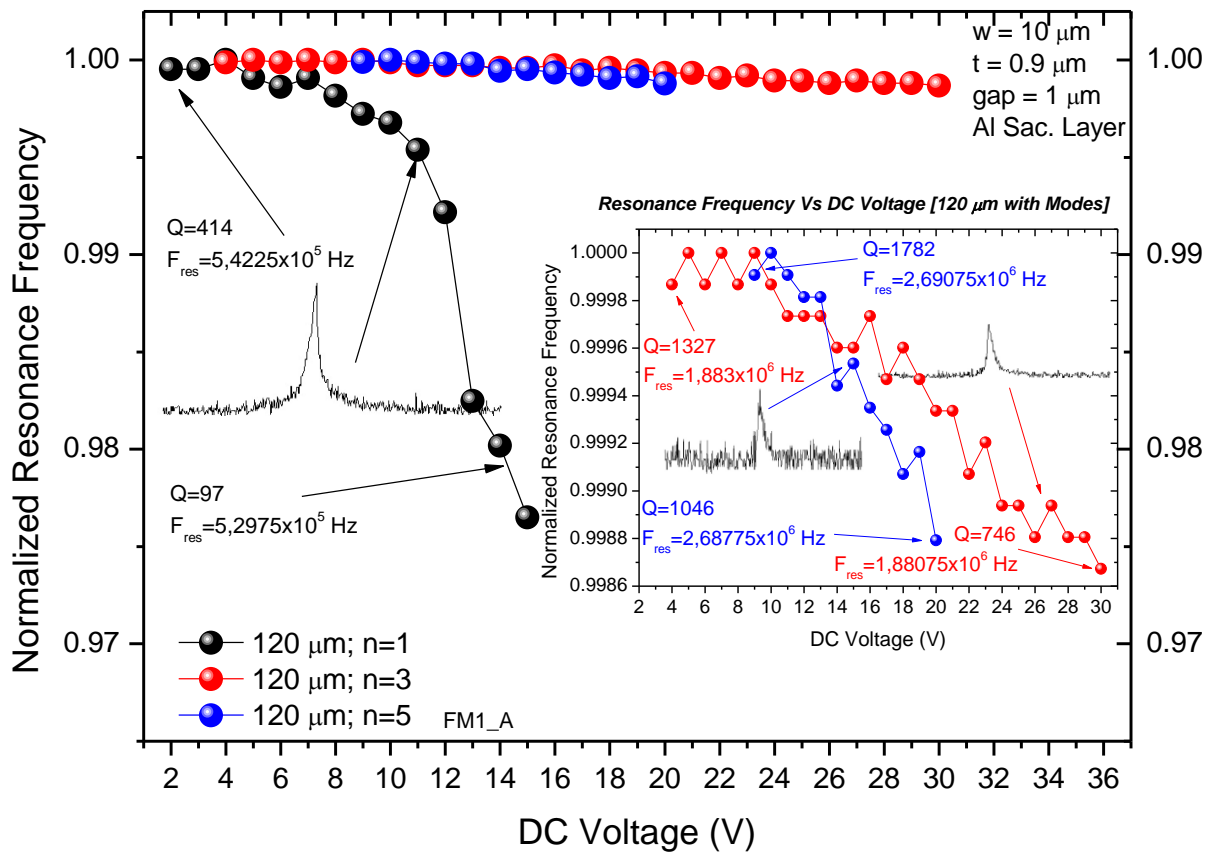 w = 10 μm
t = 0.9 μm
gap = 1 μm
Al Sac. Layer
Normalized Resonance Frequency
1.00
0.99
0.98
0.97
1.00
0.99
0.98
0.97
Q=414
F_res=5,4225x10^5 Hz
Q=97
F_res=5,2975x10^5 Hz
120 μm; n=1
120 μm; n=3
120 μm; n=5
FM1_A
2 4 6 8 10 12 14 16 18 20 22 24 26 28 30 32 34 36
DC Voltage (V)
Resonance Frequency Vs DC Voltage [120 μm with Modes]
Normalized Resonance Frequency
1.0000
0.9998
0.9996
0.9994
0.9992
0.9990
0.9988
0.9986
Q=1782
F_res=2,69075x10^6 Hz
Q=1327
F_res=1,883x10^6 Hz
Q=1046
F_res=2,68775x10^6 Hz
Q=746
F_res=1,88075x10^6 Hz
2 4 6 8 10 12 14 16 18 20 22 24 26 28 30
DC Voltage (V)